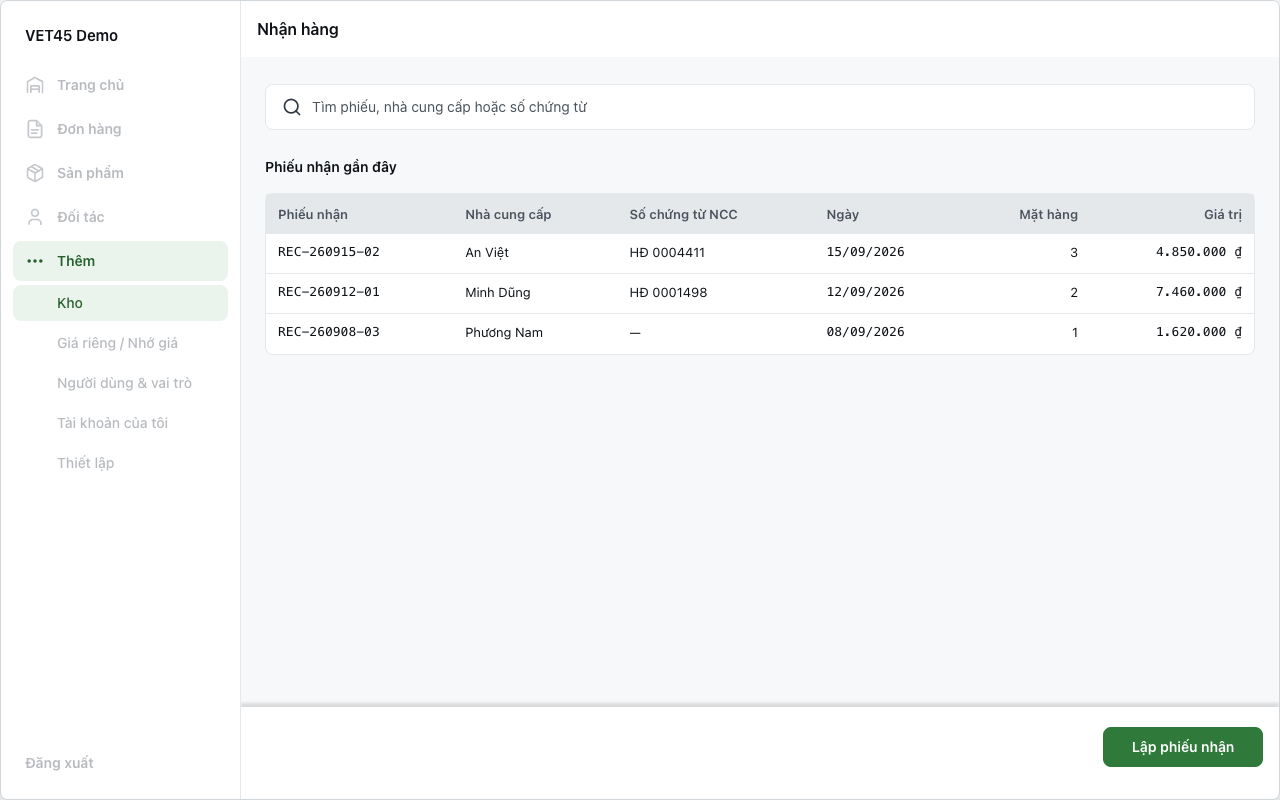 VET45 Demo
Trang chủ
Đơn hàng
Sản phẩm
Đối tác
Thêm
Kho
Giá riêng / Nhớ giá
Người dùng & vai trò
Tài khoản của tôi
Thiết lập
Đăng xuất
Nhận hàng
Tìm phiếu, nhà cung cấp hoặc số chứng từ
Phiếu nhận gần đây
Phiếu nhận Nhà cung cấp Số chứng từ NCC Ngày Mặt hàng Giá trị
REC-260915-02 An Việt HĐ 0004411 15/09/2026 3 4.850.000 ₫
REC-260912-01 Minh Dũng HĐ 0001498 12/09/2026 2 7.460.000 ₫
REC-260908-03 Phương Nam — 08/09/2026 1 1.620.000 ₫
Lập phiếu nhận